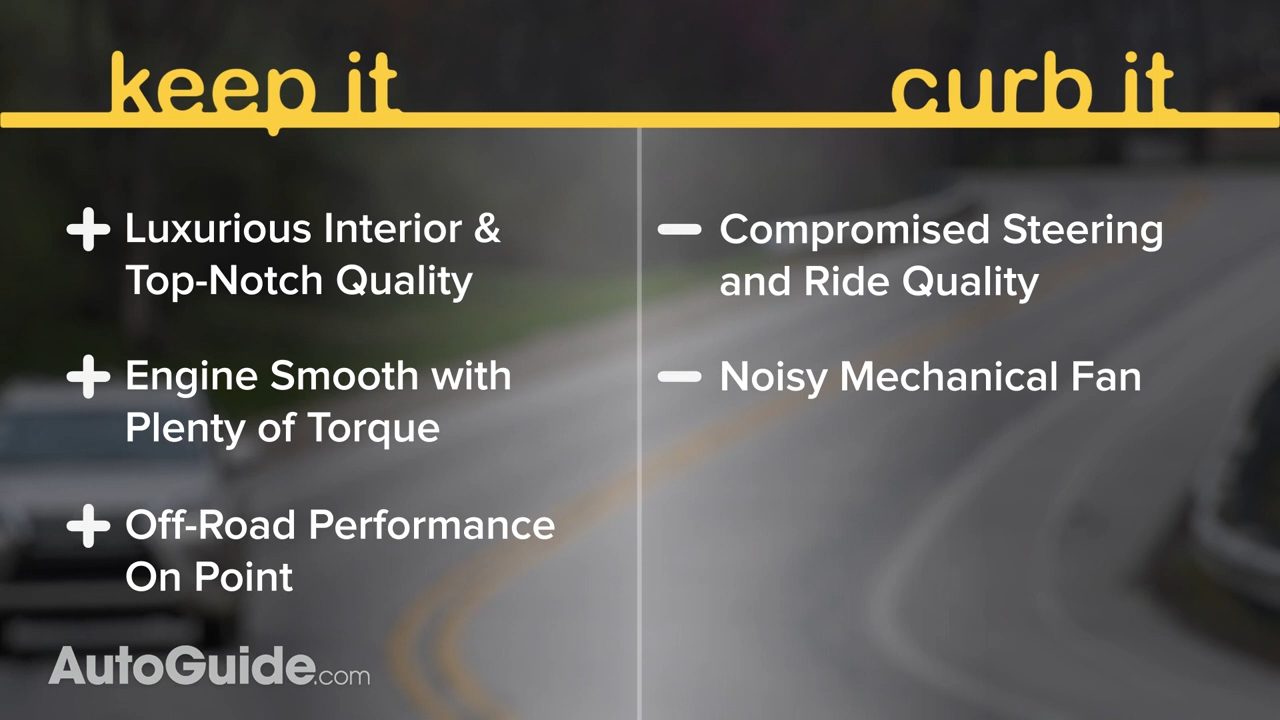 keep it
+ Luxurious Interior &
Top-Notch Quality
+ Engine Smooth with
Plenty of Torque
+ Off-Road Performance
On Point
curb it
− Compromised Steering
and Ride Quality
− Noisy Mechanical Fan
AutoGuide.com